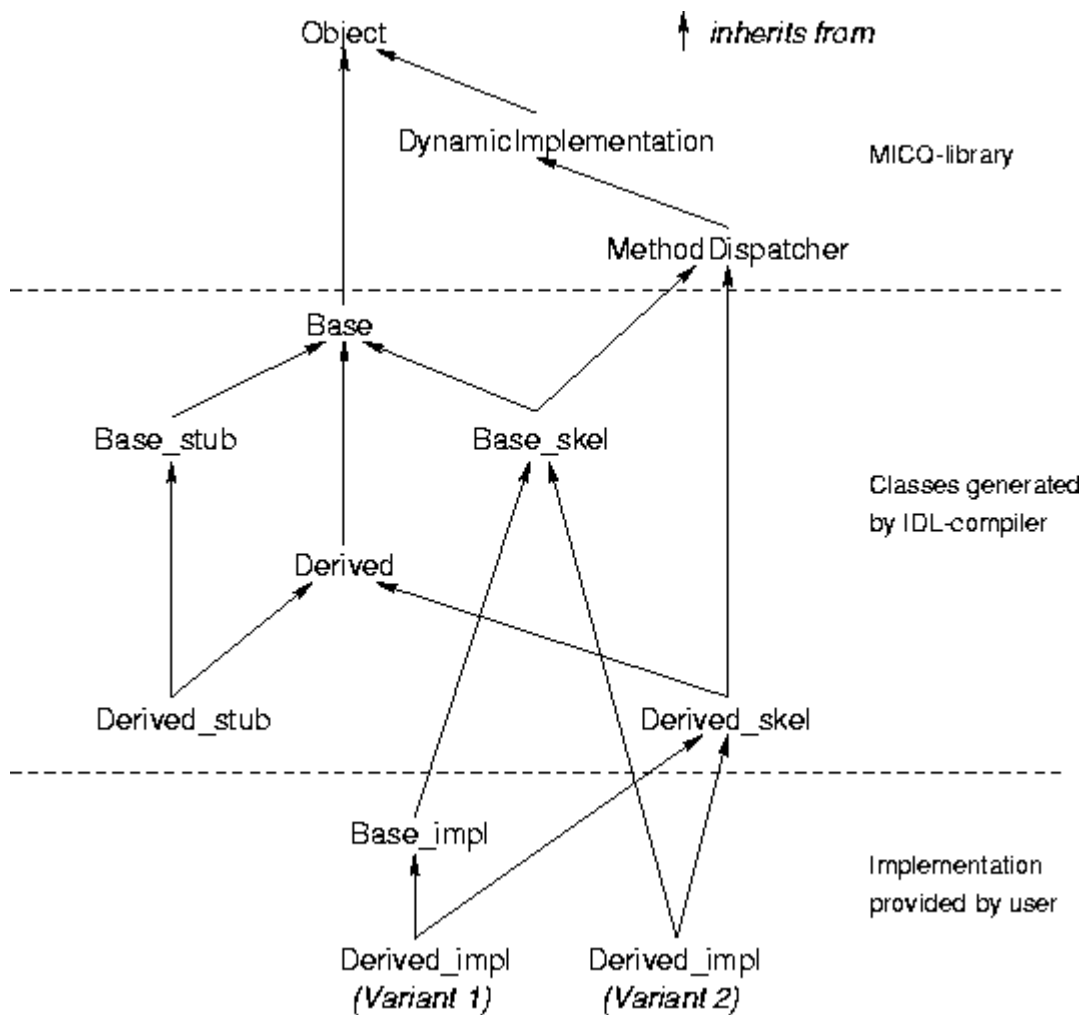 Object
inherits from
DynamicImplementation
MICO-library
MethodDispatcher
Base
Base_stub
Base_skel
Classes generated
by IDL-compiler
Derived
Derived_stub
Derived_skel
Base_impl
Implementation
provided by user
Derived_impl
(Variant 1)
Derived_impl
(Variant 2)